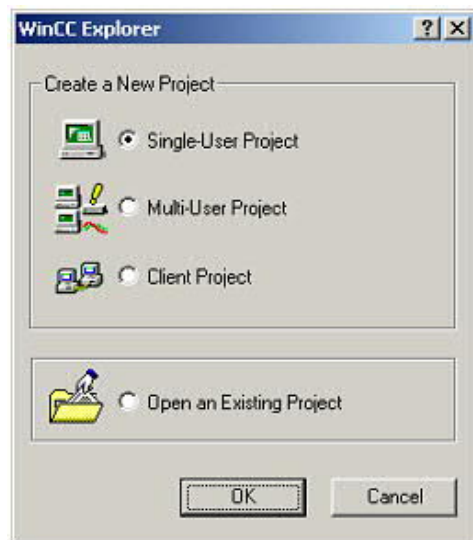 WinCC Explorer
Create a New Project
Single-User Project
Multi-User Project
Client Project
Open an Existing Project
OK
Cancel